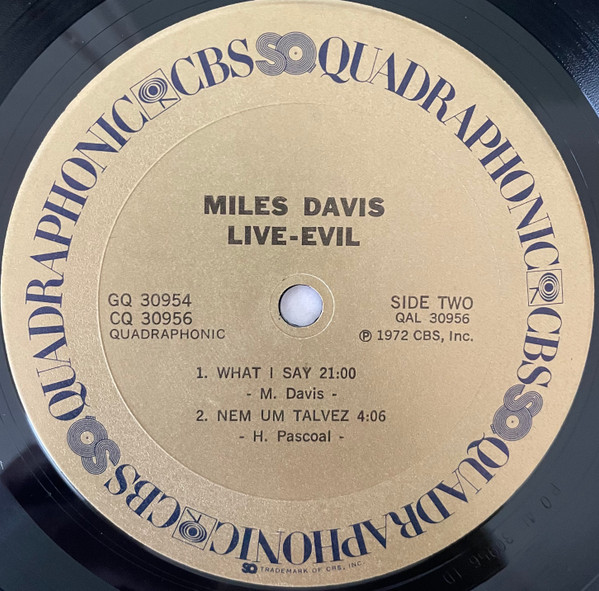 CBS SQ QUADRAPHONIC CBS SQ QUADRAPHONIC CBS SQ QUADRAPHONIC
MILES DAVIS
LIVE-EVIL
GQ 30954
CQ 30956
QUADRAPHONIC
SIDE TWO
QAL 30956
Ⓟ 1972 CBS, Inc.
1. WHAT I SAY 21:00
- M. Davis -
2. NEM UM TALVEZ 4:06
- H. Pascoal -
SQ TRADEMARK OF CBS, INC.